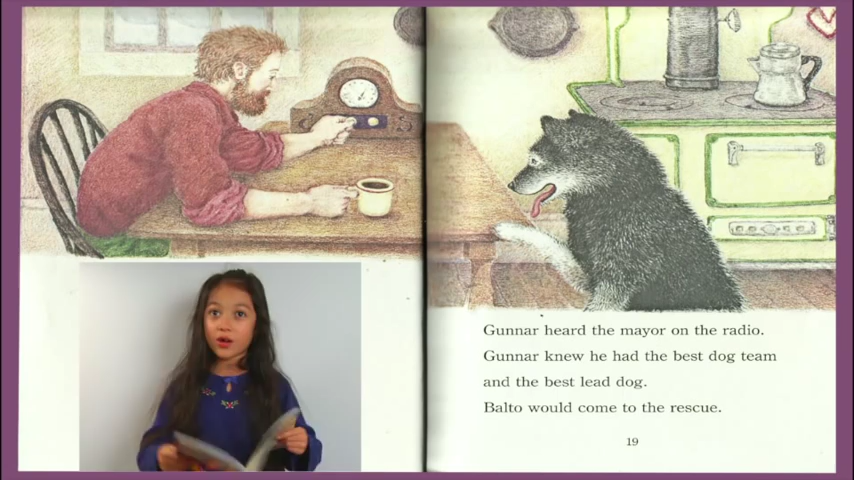 Gunnar heard the mayor on the radio.
Gunnar knew he had the best dog team
and the best lead dog.
Balto would come to the rescue.
19